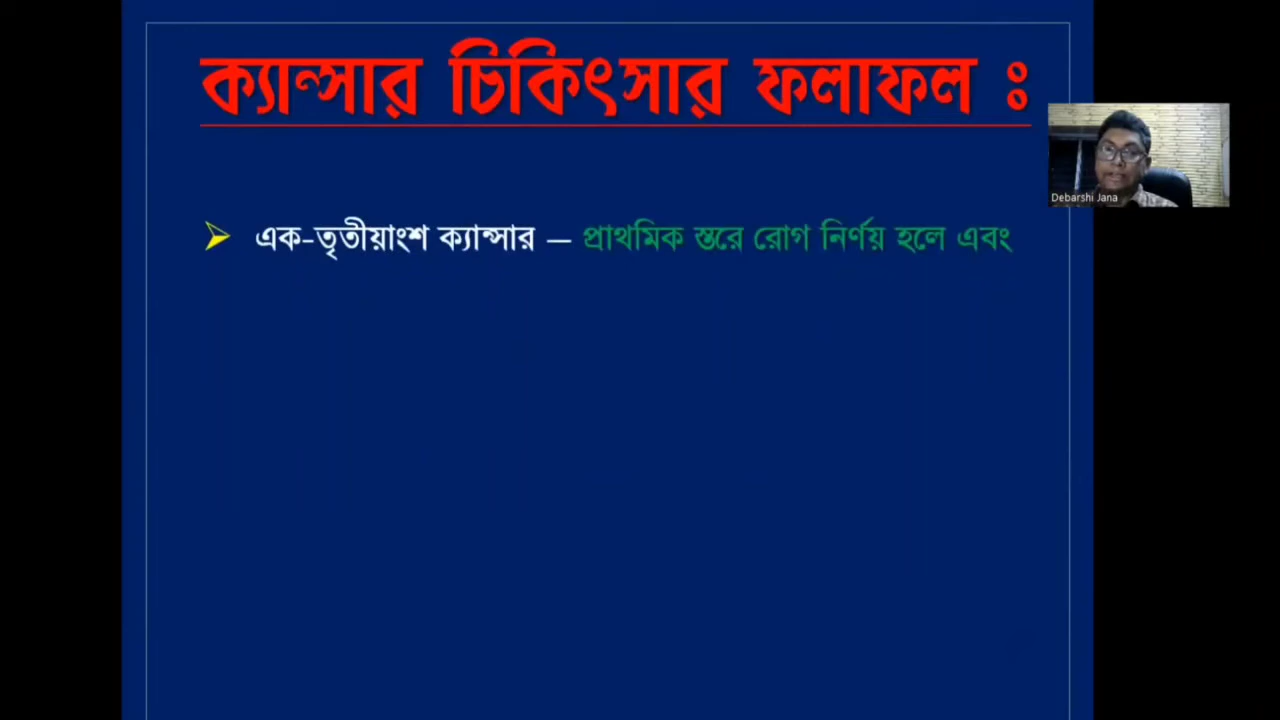 ক্যান্সার চিকিৎসার ফলাফল ঃ
Debarshi Jana
➢ এক-তৃতীয়াংশ ক্যান্সার – প্রাথমিক স্তরে রোগ নির্ণয় হলে এবং